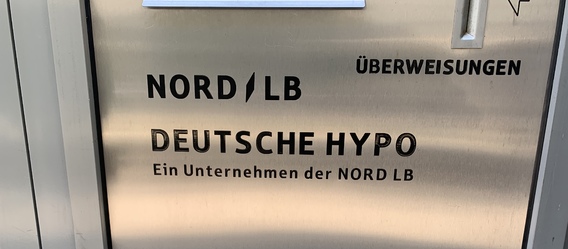 ÜBERWEISUNGEN
NORD/LB
DEUTSCHE HYPO
Ein Unternehmen der NORD LB